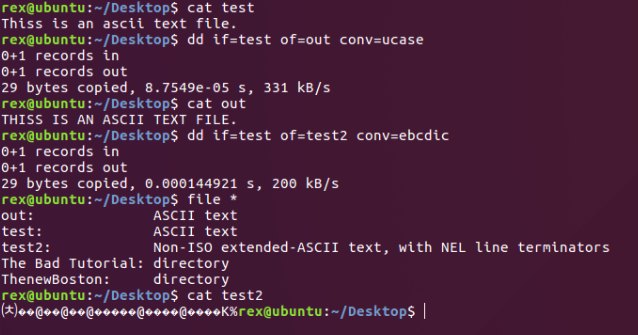 rex@ubuntu:~/Desktop$ cat test
Thiss is an ascii text file.
rex@ubuntu:~/Desktop$ dd if=test of=out conv=ucase
0+1 records in
0+1 records out
29 bytes copied, 8.7549e-05 s, 331 kB/s
rex@ubuntu:~/Desktop$ cat out
THISS IS AN ASCII TEXT FILE.
rex@ubuntu:~/Desktop$ dd if=test of=test2 conv=ebcdic
0+1 records in
0+1 records out
29 bytes copied, 0.000144921 s, 200 kB/s
rex@ubuntu:~/Desktop$ file *
out:                ASCII text
test:               ASCII text
test2:              Non-ISO extended-ASCII text, with NEL line terminators
The Bad Tutorial: directory
ThenewBoston:     directory
rex@ubuntu:~/Desktop$ cat test2
��@��@��@�����@����@����K%rex@ubuntu:~/Desktop$